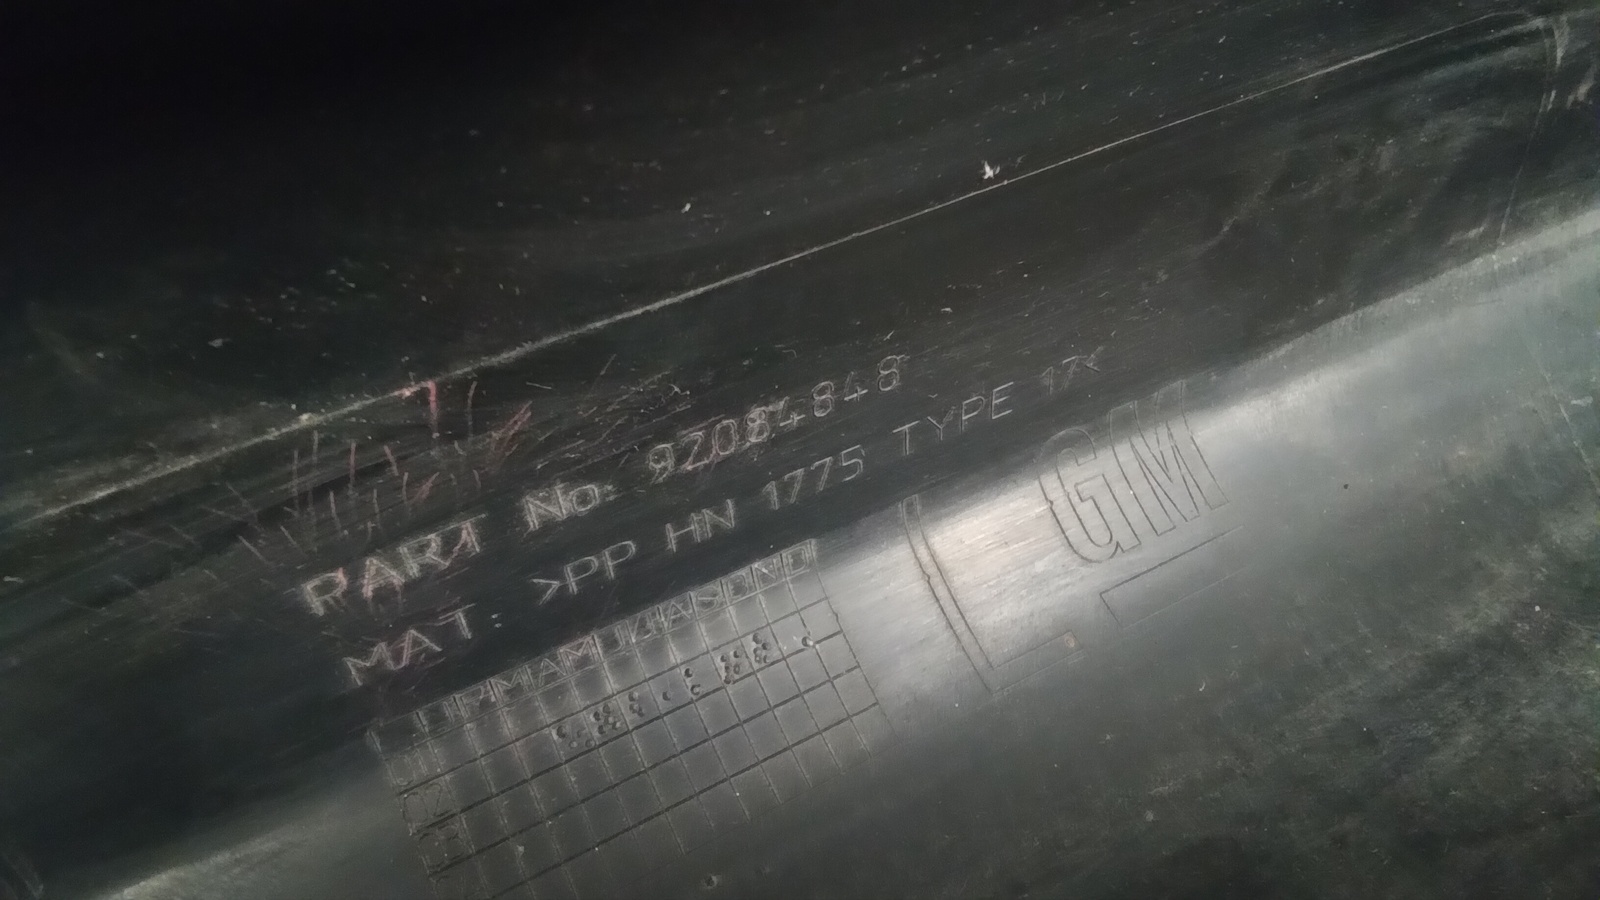 PART No. 92084848
MAT. >PP HN 1775 TYPE 17<
GM
J F M A M J J A S O N D